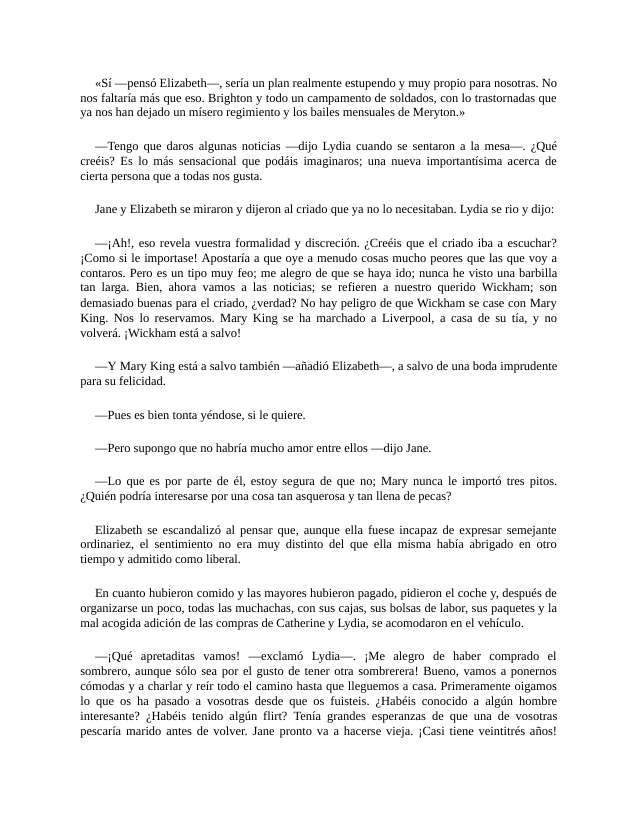 «Sí —pensó Elizabeth—, sería un plan realmente estupendo y muy propio para nosotras. No
nos faltaría más que eso. Brighton y todo un campamento de soldados, con lo trastornadas que
ya nos han dejado un mísero regimiento y los bailes mensuales de Meryton.»
—Tengo que daros algunas noticias —dijo Lydia cuando se sentaron a la mesa—. ¿Qué
creéis? Es lo más sensacional que podáis imaginaros; una nueva importantísima acerca de
cierta persona que a todas nos gusta.
Jane y Elizabeth se miraron y dijeron al criado que ya no lo necesitaban. Lydia se rio y dijo:
—¡Ah!, eso revela vuestra formalidad y discreción. ¿Creéis que el criado iba a escuchar?
¡Como si le importase! Apostaría a que oye a menudo cosas mucho peores que las que voy a
contaros. Pero es un tipo muy feo; me alegro de que se haya ido; nunca he visto una barbilla
tan larga. Bien, ahora vamos a las noticias; se refieren a nuestro querido Wickham; son
demasiado buenas para el criado, ¿verdad? No hay peligro de que Wickham se case con Mary
King. Nos lo reservamos. Mary King se ha marchado a Liverpool, a casa de su tía, y no
volverá. ¡Wickham está a salvo!
—Y Mary King está a salvo también —añadió Elizabeth—, a salvo de una boda imprudente
para su felicidad.
—Pues es bien tonta yéndose, si le quiere.
—Pero supongo que no habría mucho amor entre ellos —dijo Jane.
—Lo que es por parte de él, estoy segura de que no; Mary nunca le importó tres pitos.
¿Quién podría interesarse por una cosa tan asquerosa y tan llena de pecas?
Elizabeth se escandalizó al pensar que, aunque ella fuese incapaz de expresar semejante
ordinariez, el sentimiento no era muy distinto del que ella misma había abrigado en otro
tiempo y admitido como liberal.
En cuanto hubieron comido y las mayores hubieron pagado, pidieron el coche y, después de
organizarse un poco, todas las muchachas, con sus cajas, sus bolsas de labor, sus paquetes y la
mal acogida adición de las compras de Catherine y Lydia, se acomodaron en el vehículo.
—¡Qué apretaditas vamos! —exclamó Lydia—. ¡Me alegro de haber comprado el
sombrero, aunque sólo sea por el gusto de tener otra sombrerera! Bueno, vamos a ponernos
cómodas y a charlar y reír todo el camino hasta que lleguemos a casa. Primeramente oigamos
lo que os ha pasado a vosotras desde que os fuisteis. ¿Habéis conocido a algún hombre
interesante? ¿Habéis tenido algún flirt? Tenía grandes esperanzas de que una de vosotras
pescaría marido antes de volver. Jane pronto va a hacerse vieja. ¡Casi tiene veintitrés años!